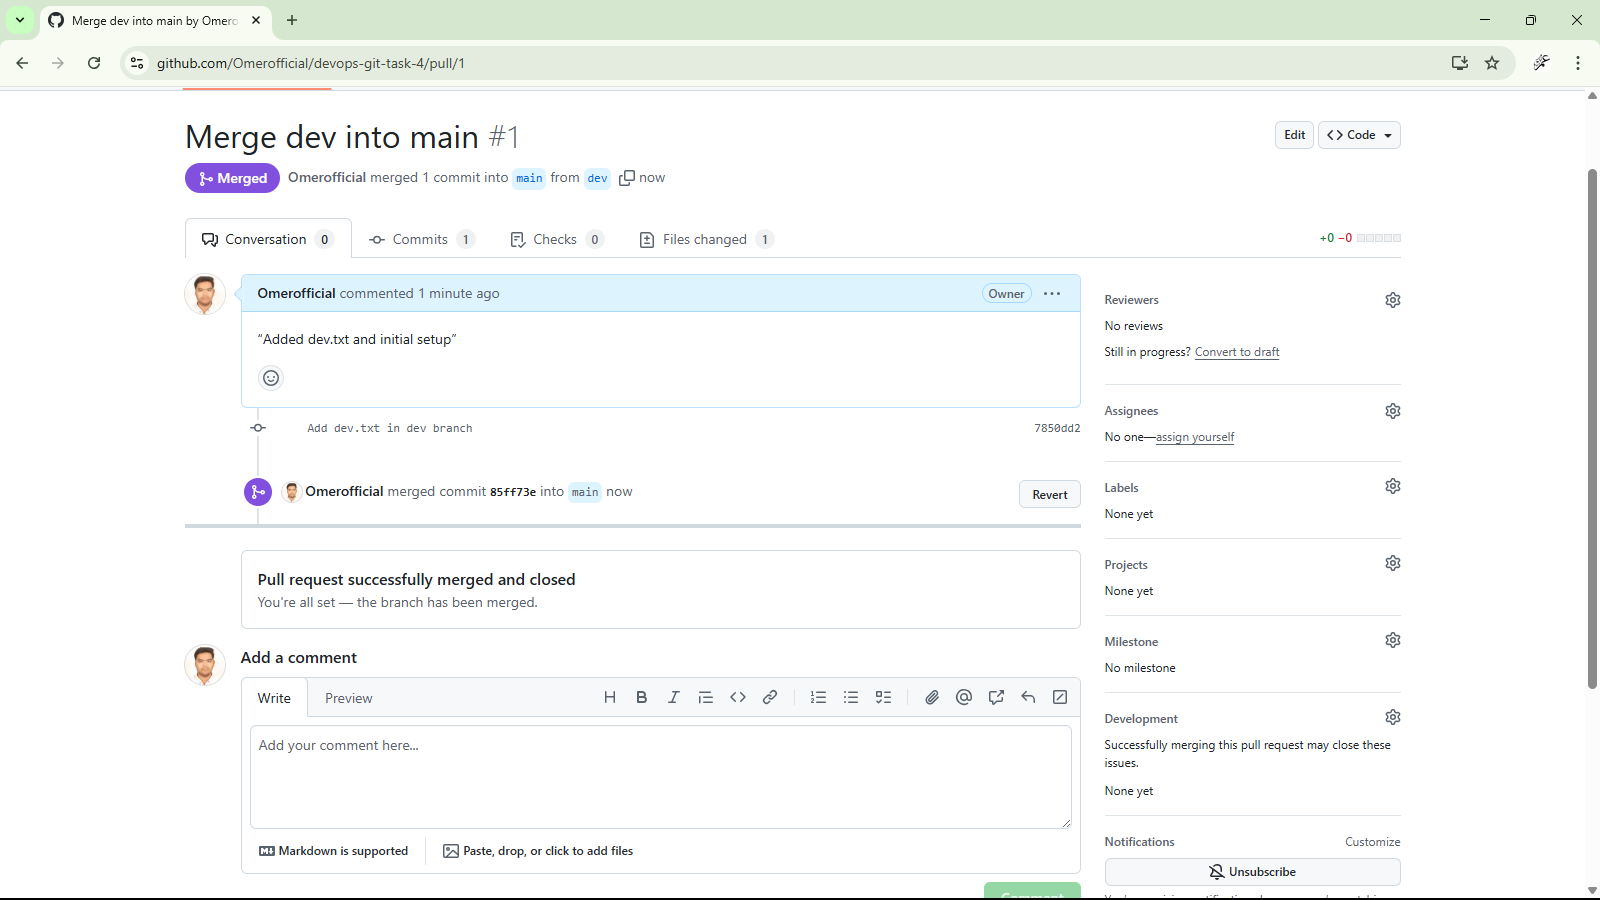 Merge dev into main by Omero
github.com/Omerofficial/devops-git-task-4/pull/1
Merge dev into main #1
Edit
Code
Merged
Omerofficial merged 1 commit into main from dev now
Conversation 0
Commits 1
Checks 0
Files changed 1
+0 −0
Omerofficial commented 1 minute ago
Owner
“Added dev.txt and initial setup”
Add dev.txt in dev branch
7850dd2
Omerofficial merged commit 85ff73e into main now
Revert
Pull request successfully merged and closed
You're all set — the branch has been merged.
Add a comment
Write
Preview
Add your comment here...
Markdown is supported
Paste, drop, or click to add files
Reviewers
No reviews
Still in progress? Convert to draft
Assignees
No one—assign yourself
Labels
None yet
Projects
None yet
Milestone
No milestone
Development
Successfully merging this pull request may close these
issues.
None yet
Notifications
Customize
Unsubscribe